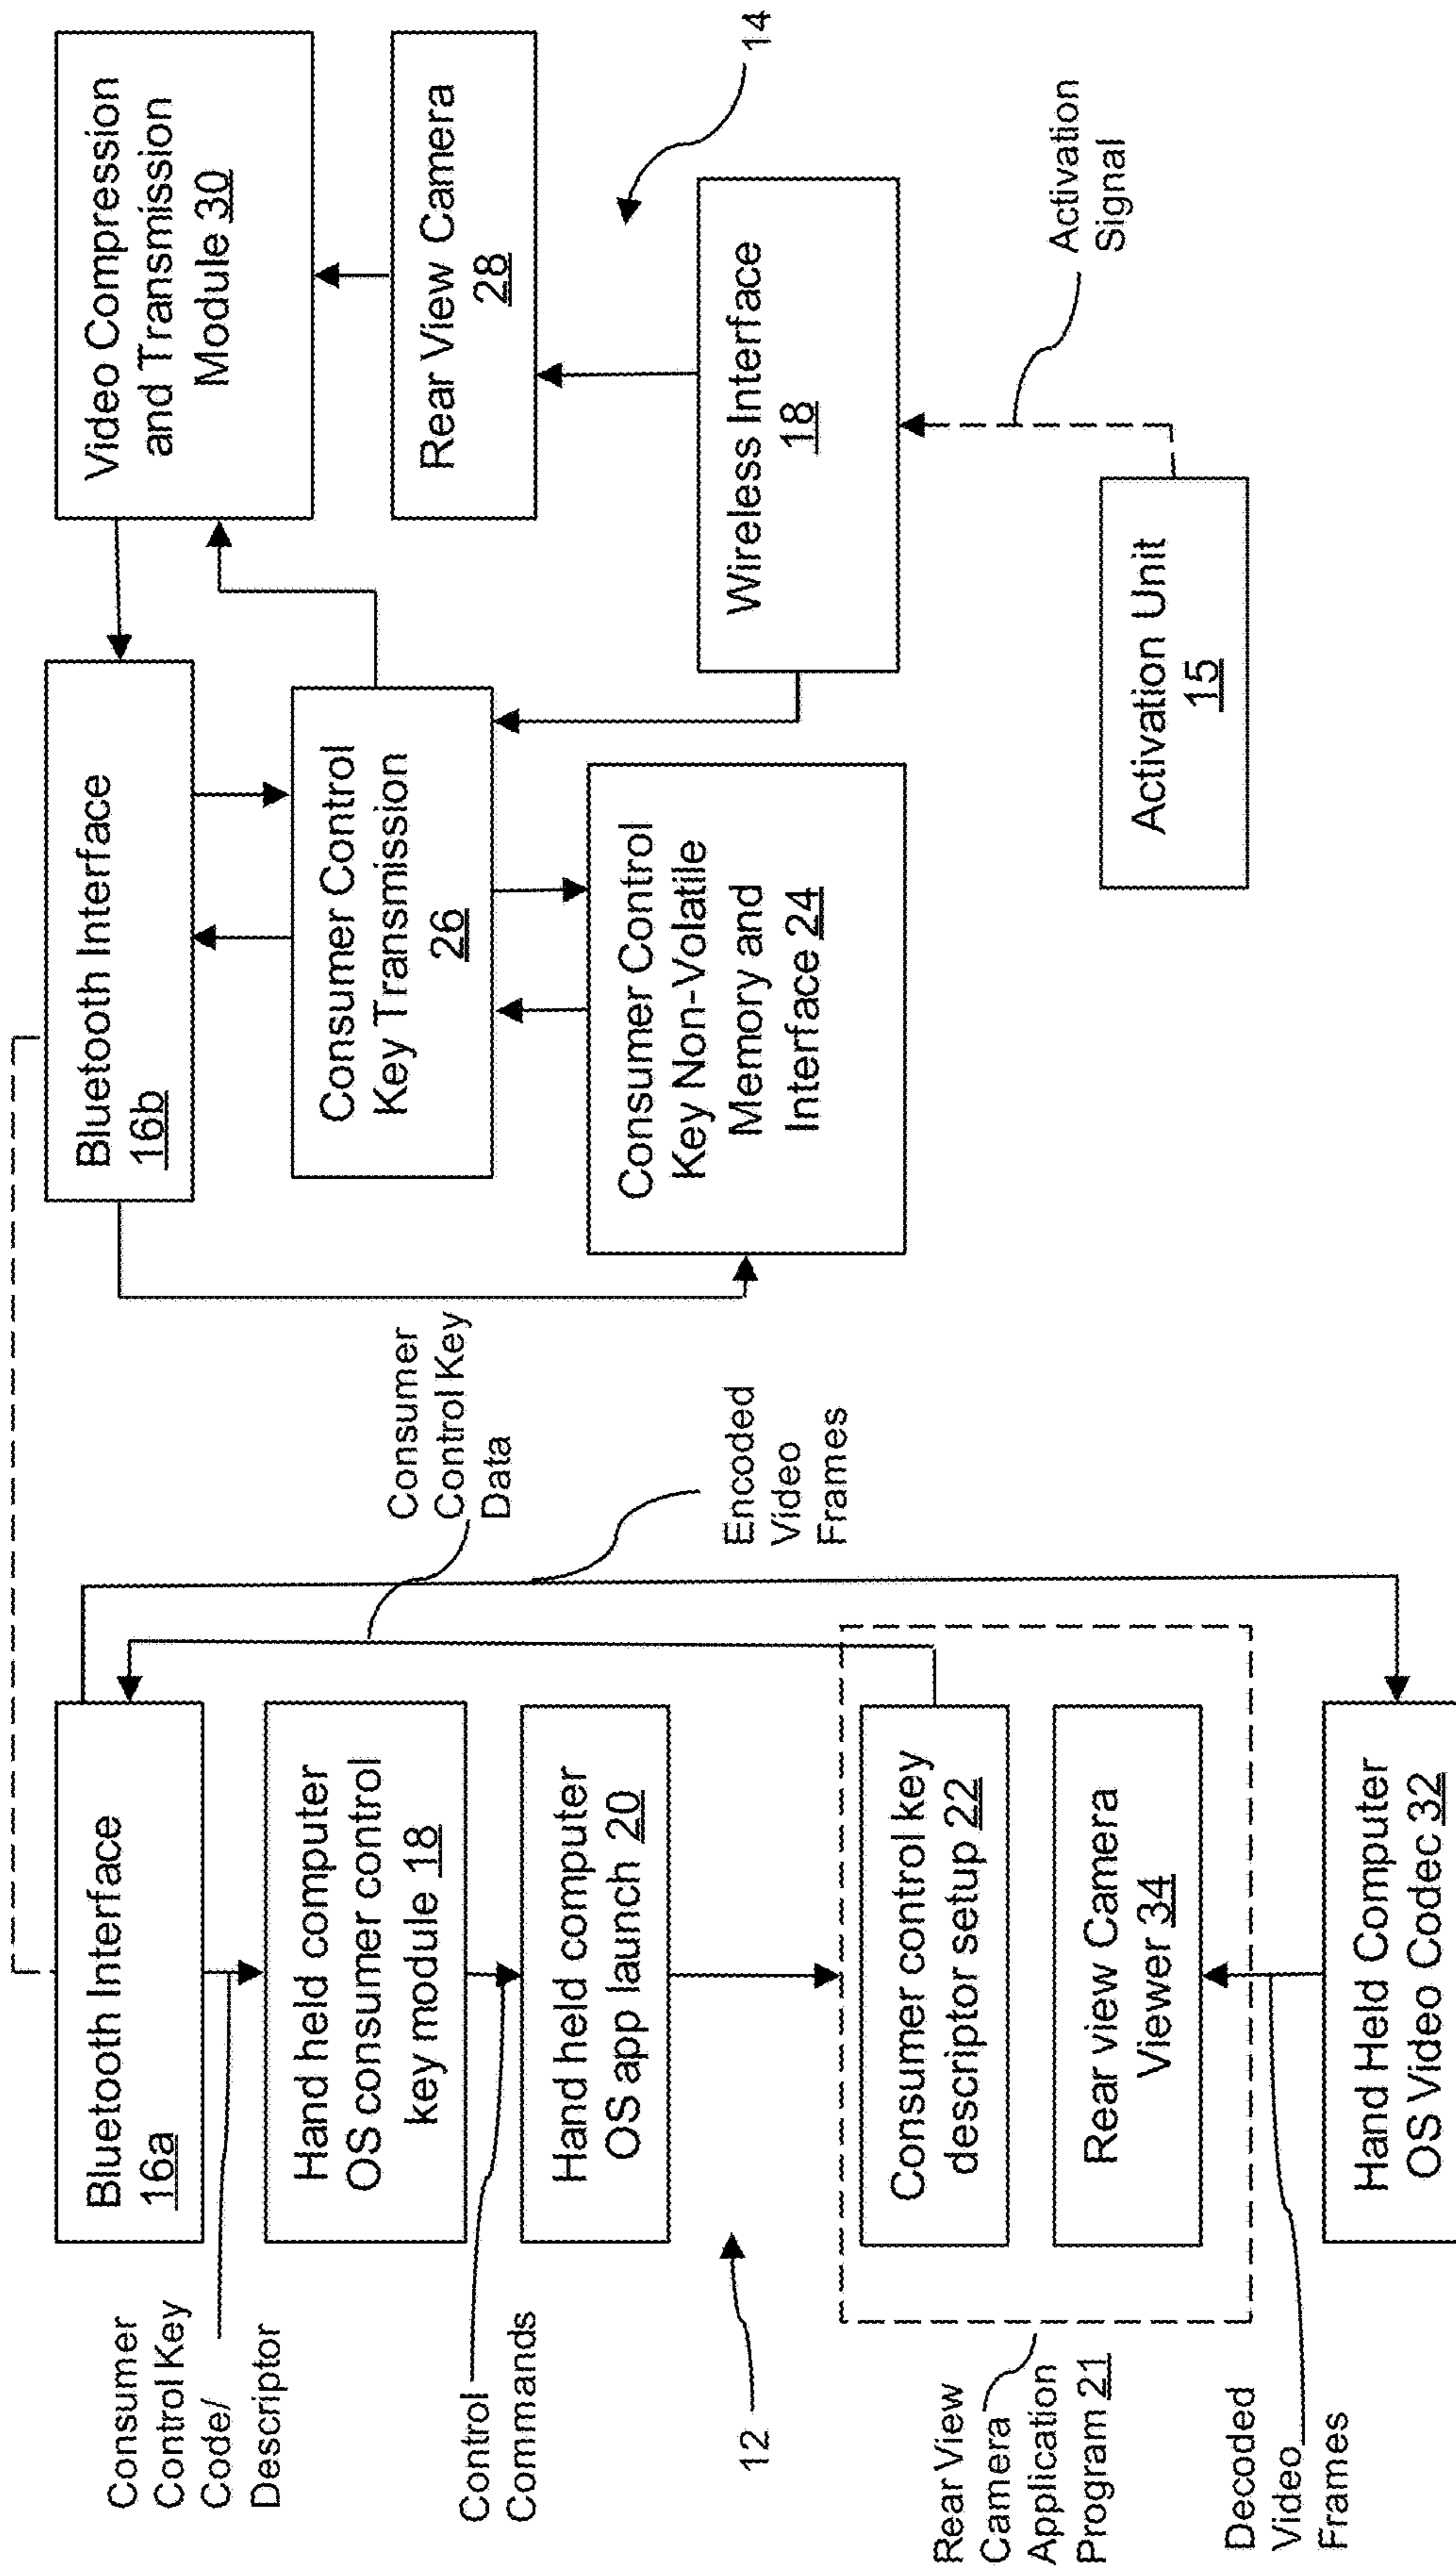 Consumer
Control Key
Code/
Descriptor
Control
Commands
12
Rear View
Camera
Application
Program 21
Decoded
Video
Frames
Bluetooth Interface
16a
Hand held computer
OS consumer control
key module 18
Hand held computer
OS app launch 20
Consumer control key
descriptor setup 22
Rear view Camera
Viewer 34
Hand Held Computer
OS Video Codec 32
Consumer
Control Key
Data
Encoded
Video
Frames
Bluetooth Interface
16b
Consumer Control
Key Transmission
26
Consumer Control
Key Non-Volatile
Memory and
Interface 24
Video Compression
and Transmission
Module 30
Rear View Camera
28
14
Wireless Interface
18
Activation
Signal
Activation Unit
15